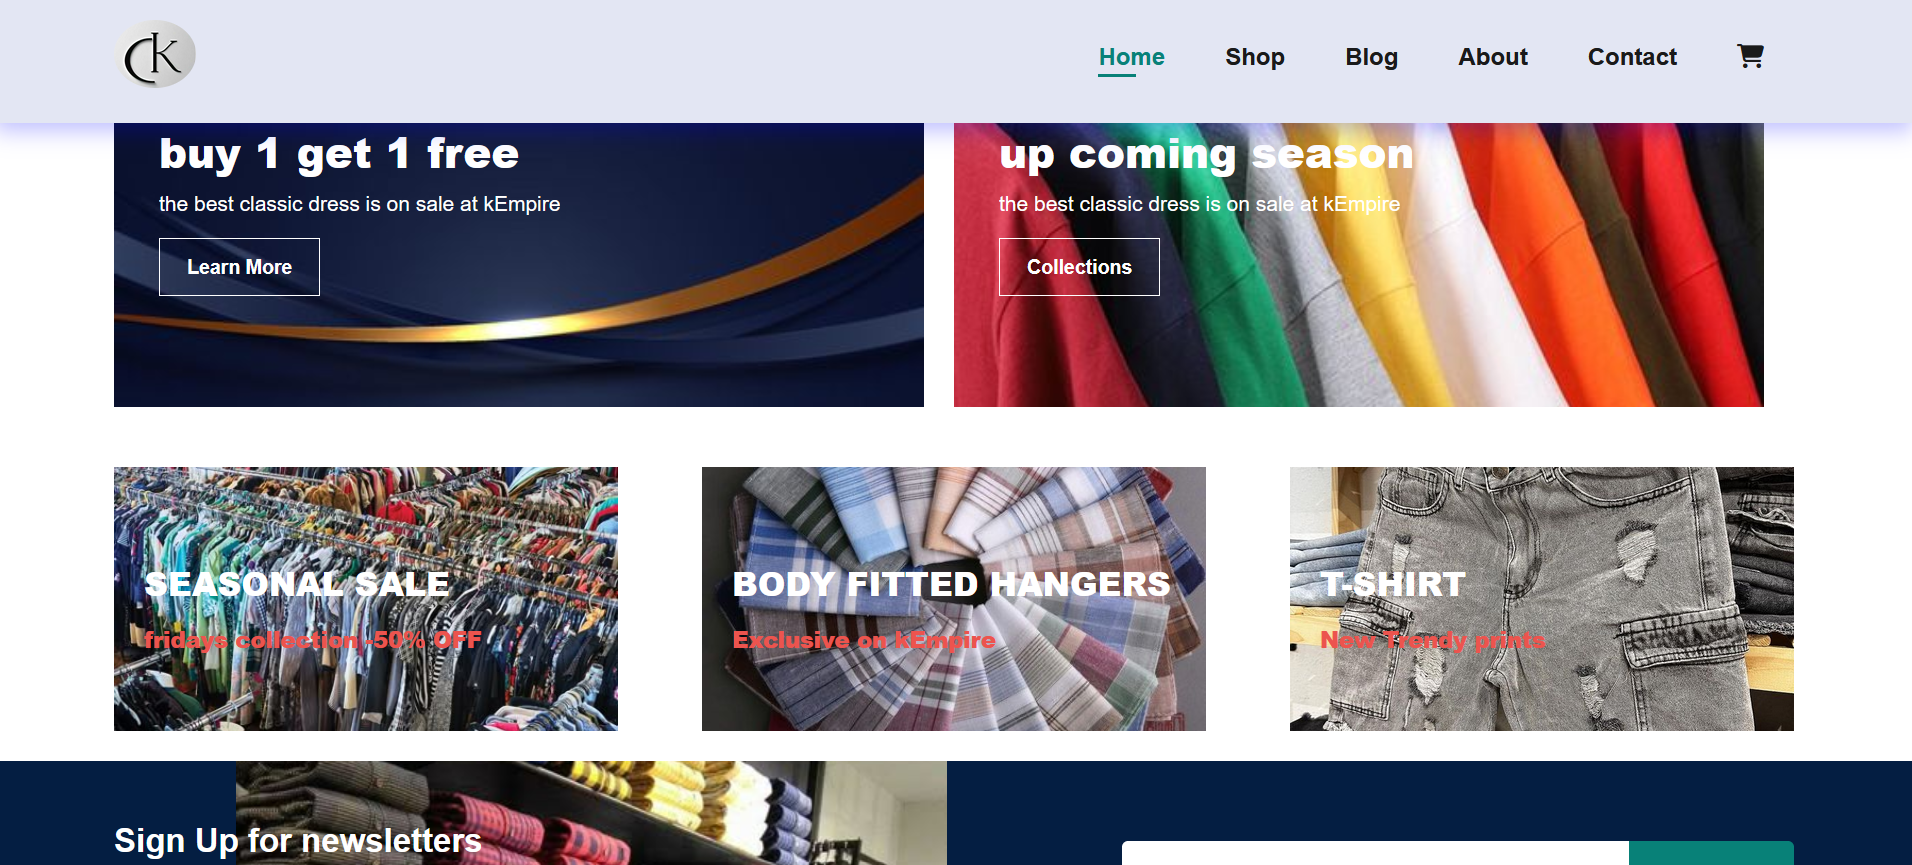 CK
Home
Shop
Blog
About
Contact
buy 1 get 1 free
the best classic dress is on sale at kEmpire
Learn More
up coming season
the best classic dress is on sale at kEmpire
Collections
SEASONAL SALE
fridays collection -50% OFF
BODY FITTED HANGERS
Exclusive on kEmpire
T-SHIRT
New Trendy prints
Sign Up for newsletters